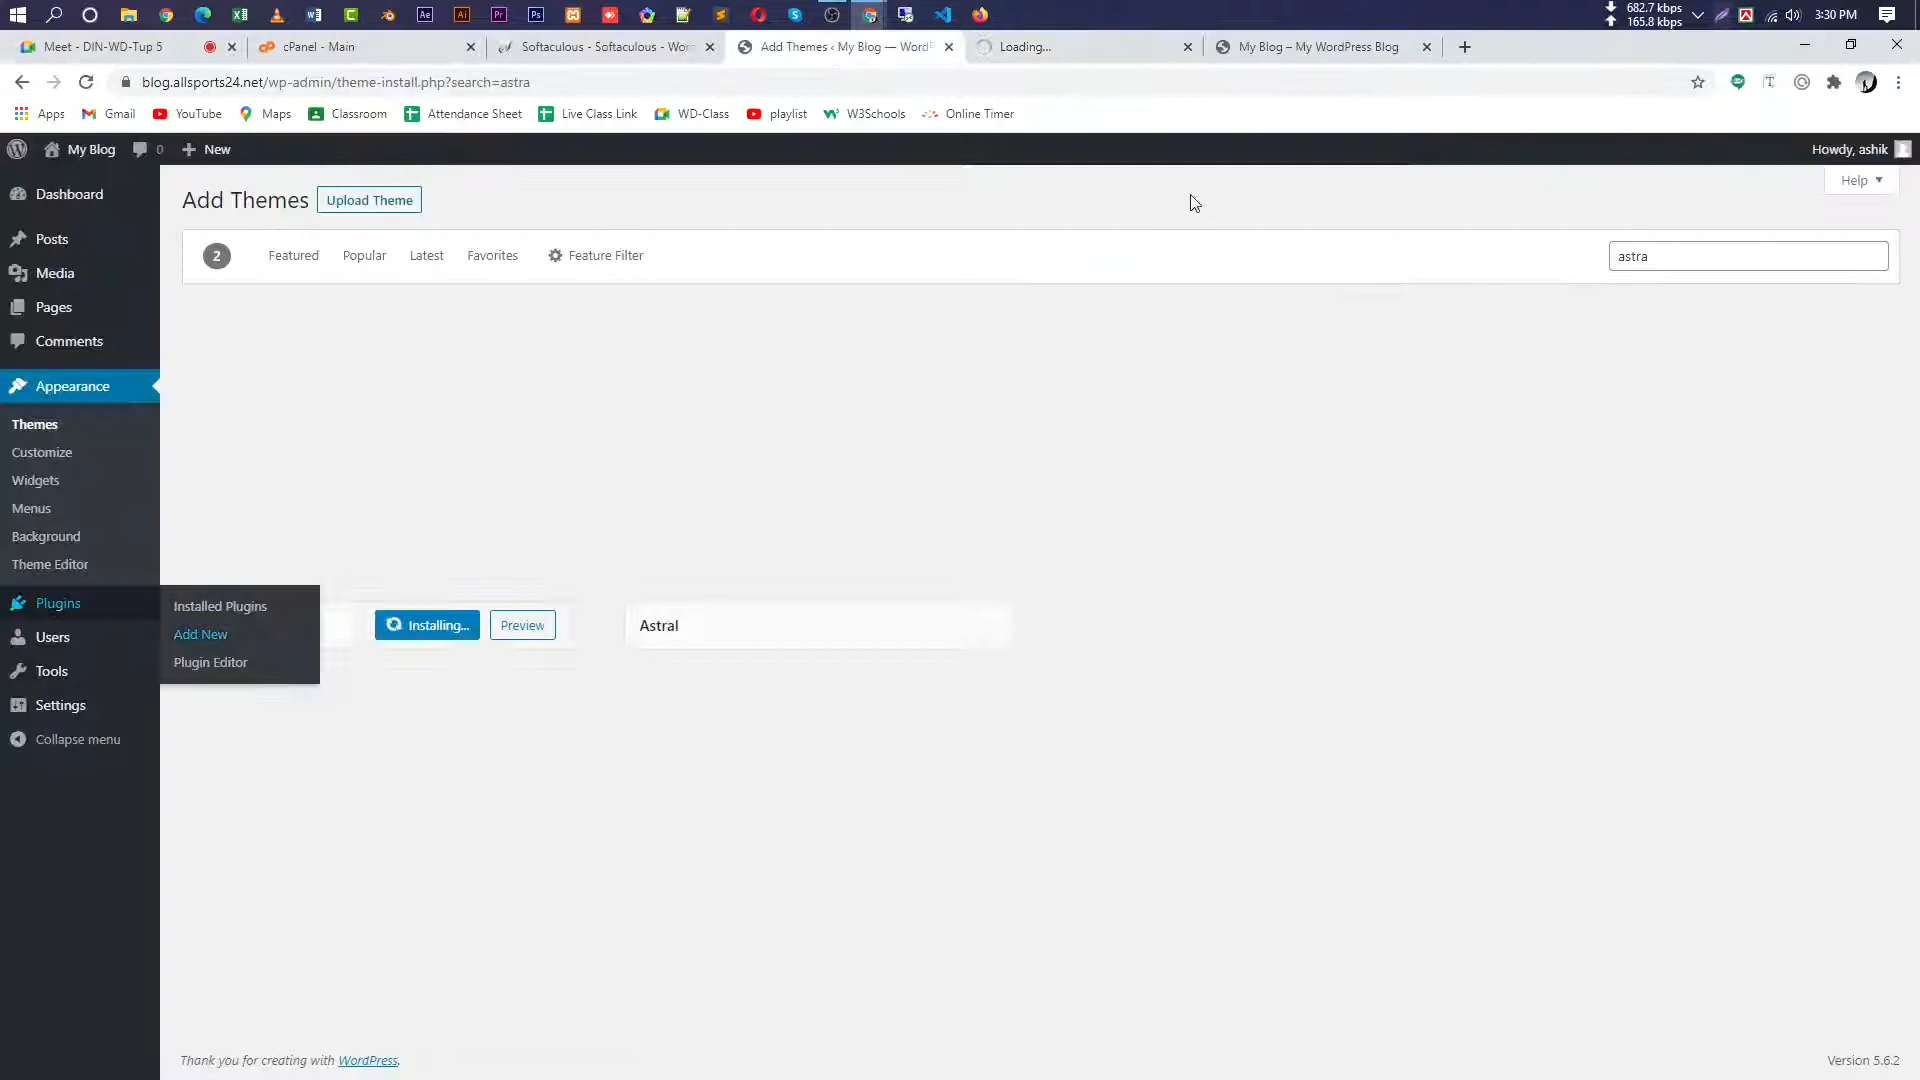 682.7 kbps
165.8 kbps
3:30 PM
Meet - DIN-WD-Tup 5
cPanel - Main
Softaculous - Softaculous - Wor
Add Themes ‹ My Blog — WordP
Loading...
My Blog – My WordPress Blog
blog.allsports24.net/wp-admin/theme-install.php?search=astra
Apps
Gmail
YouTube
Maps
Classroom
Attendance Sheet
Live Class Link
WD-Class
playlist
W3Schools
Online Timer
My Blog
0
New
Howdy, ashik
Dashboard
Posts
Media
Pages
Comments
Appearance
Themes
Customize
Widgets
Menus
Background
Theme Editor
Plugins
Users
Tools
Settings
Collapse menu
Installed Plugins
Add New
Plugin Editor
Help
Add Themes
Upload Theme
2
Featured
Popular
Latest
Favorites
Feature Filter
astra
Installing...
Preview
Astral
Thank you for creating with WordPress.
Version 5.6.2